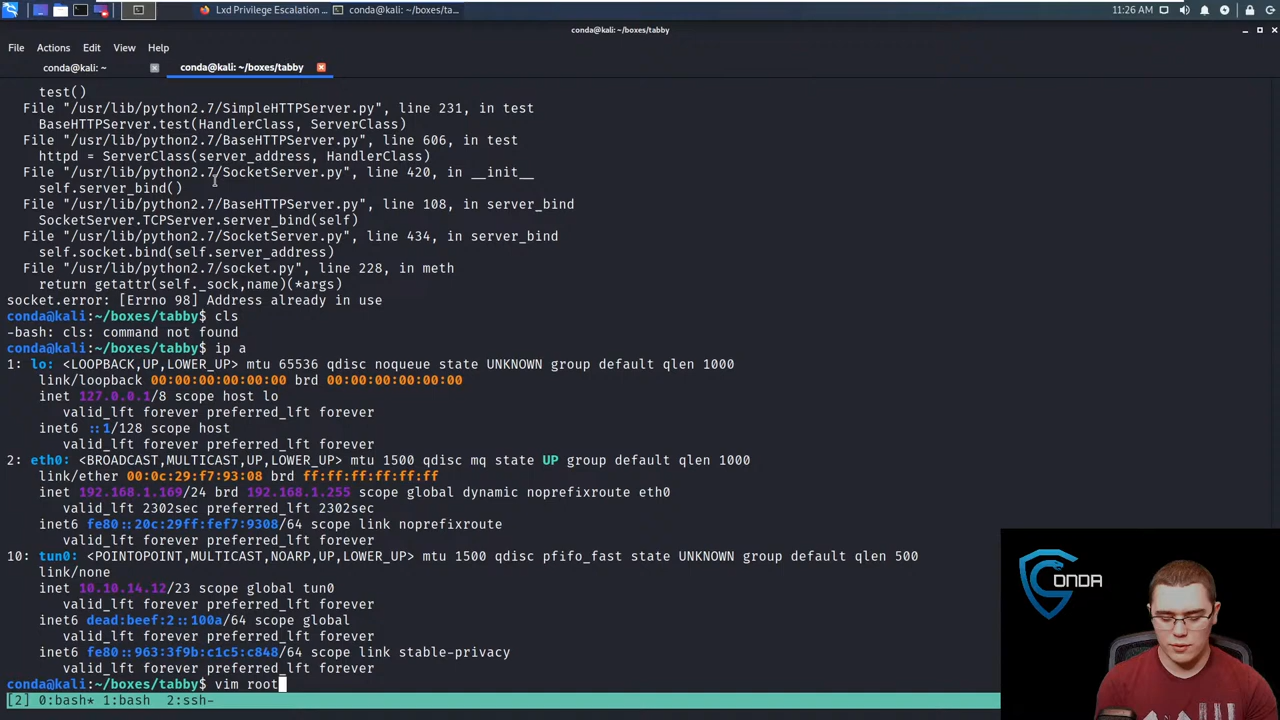 Lxd Privilege Escalation ...
conda@kali: ~/boxes/ta...
11:26 AM
conda@kali: ~/boxes/tabby
File Actions Edit View Help
conda@kali: ~
conda@kali: ~/boxes/tabby
test()
File "/usr/lib/python2.7/SimpleHTTPServer.py", line 231, in test
BaseHTTPServer.test(HandlerClass, ServerClass)
File "/usr/lib/python2.7/BaseHTTPServer.py", line 606, in test
httpd = ServerClass(server_address, HandlerClass)
File "/usr/lib/python2.7/SocketServer.py", line 420, in __init__
self.server_bind()
File "/usr/lib/python2.7/BaseHTTPServer.py", line 108, in server_bind
SocketServer.TCPServer.server_bind(self)
File "/usr/lib/python2.7/SocketServer.py", line 434, in server_bind
self.socket.bind(self.server_address)
File "/usr/lib/python2.7/socket.py", line 228, in meth
return getattr(self._sock,name)(*args)
socket.error: [Errno 98] Address already in use
conda@kali:~/boxes/tabby$ cls
-bash: cls: command not found
conda@kali:~/boxes/tabby$ ip a
1: lo: <LOOPBACK,UP,LOWER_UP> mtu 65536 qdisc noqueue state UNKNOWN group default qlen 1000
link/loopback 00:00:00:00:00:00 brd 00:00:00:00:00:00
inet 127.0.0.1/8 scope host lo
valid_lft forever preferred_lft forever
inet6 ::1/128 scope host
valid_lft forever preferred_lft forever
2: eth0: <BROADCAST,MULTICAST,UP,LOWER_UP> mtu 1500 qdisc mq state UP group default qlen 1000
link/ether 00:0c:29:f7:93:08 brd ff:ff:ff:ff:ff:ff
inet 192.168.1.169/24 brd 192.168.1.255 scope global dynamic noprefixroute eth0
valid_lft 2302sec preferred_lft 2302sec
inet6 fe80::20c:29ff:fef7:9308/64 scope link noprefixroute
valid_lft forever preferred_lft forever
10: tun0: <POINTOPOINT,MULTICAST,NOARP,UP,LOWER_UP> mtu 1500 qdisc pfifo_fast state UNKNOWN group default qlen 500
link/none
inet 10.10.14.12/23 scope global tun0
valid_lft forever preferred_lft forever
inet6 dead:beef:2::100a/64 scope global
valid_lft forever preferred_lft forever
inet6 fe80::963:3f9b:c1c5:c848/64 scope link stable-privacy
valid_lft forever preferred_lft forever
conda@kali:~/boxes/tabby$ vim root
[2] 0:bash* 1:bash 2:ssh-
ONDA